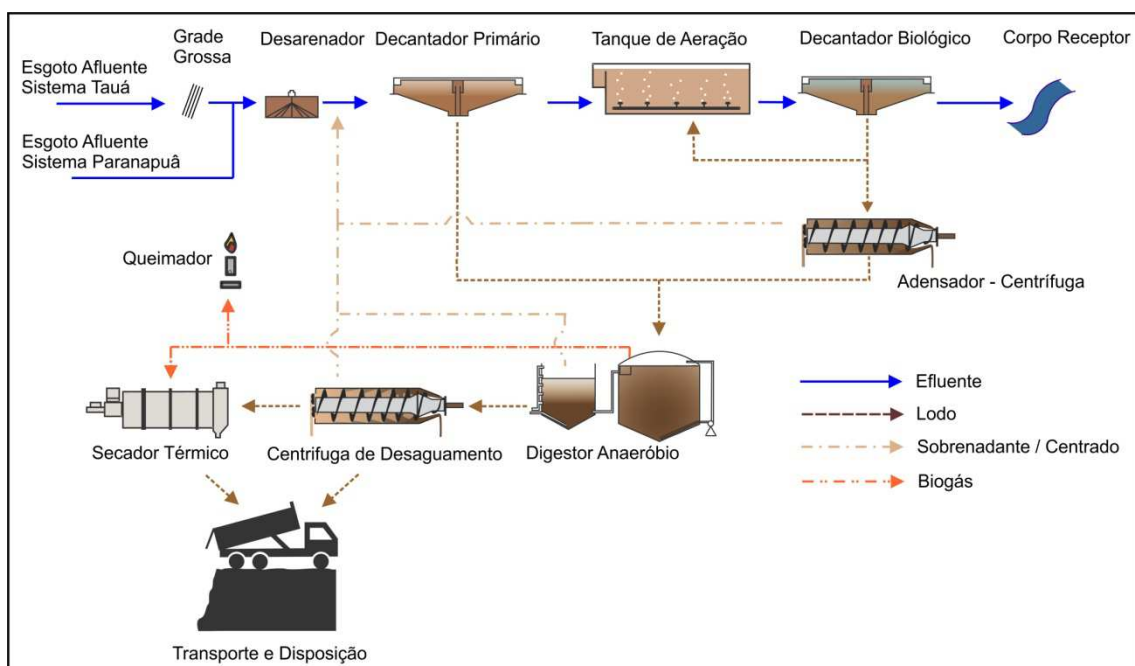 Esgoto Afluente
Sistema Tauá
Grade
Grossa
Desarenador
Decantador Primário
Tanque de Aeração
Decantador Biológico
Corpo Receptor
Esgoto Afluente
Sistema Paranapuâ
Queimador
Adensador - Centrífuga
Secador Térmico
Centrifuga de Desaguamento
Digestor Anaeróbio
Efluente
Lodo
Sobrenadante / Centrado
Biogás
Transporte e Disposição